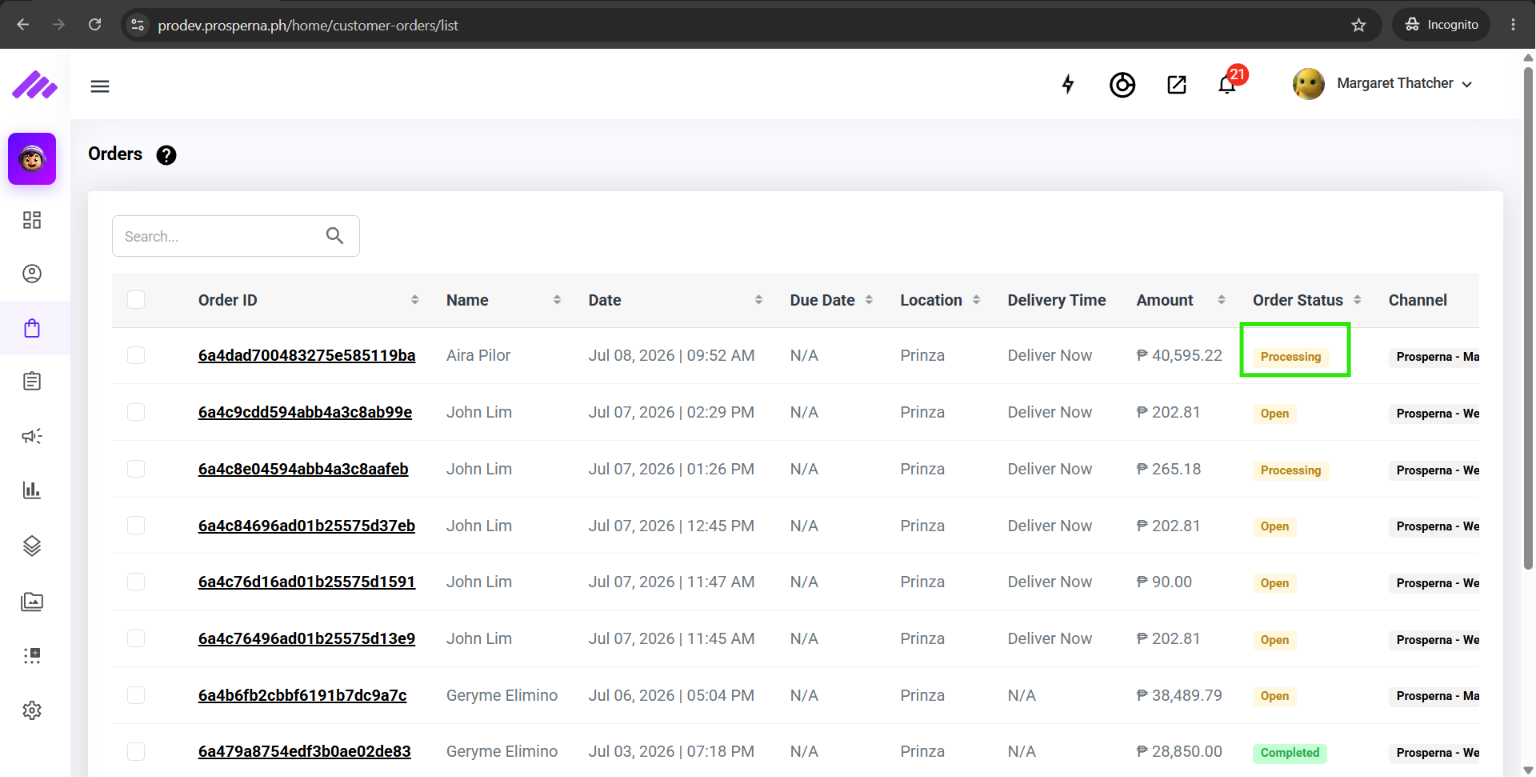 prodev.prosperna.ph/home/customer-orders/list
Incognito
21
Margaret Thatcher
Orders ?
Search...
Order ID Name Date Due Date Location Delivery Time Amount Order Status Channel
6a4dad700483275e585119ba Aira Pilor Jul 08, 2026 | 09:52 AM N/A Prinza Deliver Now ₱ 40,595.22 Processing Prosperna - Ma
6a4c9cdd594abb4a3c8ab99e John Lim Jul 07, 2026 | 02:29 PM N/A Prinza Deliver Now ₱ 202.81 Open Prosperna - We
6a4c8e04594abb4a3c8aafeb John Lim Jul 07, 2026 | 01:26 PM N/A Prinza Deliver Now ₱ 265.18 Processing Prosperna - We
6a4c84696ad01b25575d37eb John Lim Jul 07, 2026 | 12:45 PM N/A Prinza Deliver Now ₱ 202.81 Open Prosperna - We
6a4c76d16ad01b25575d1591 John Lim Jul 07, 2026 | 11:47 AM N/A Prinza Deliver Now ₱ 90.00 Open Prosperna - We
6a4c76496ad01b25575d13e9 John Lim Jul 07, 2026 | 11:45 AM N/A Prinza Deliver Now ₱ 202.81 Open Prosperna - We
6a4b6fb2cbbf6191b7dc9a7c Geryme Elimino Jul 06, 2026 | 05:04 PM N/A Prinza N/A ₱ 38,489.79 Open Prosperna - Ma
6a479a8754edf3b0ae02de83 Geryme Elimino Jul 03, 2026 | 07:18 PM N/A Prinza N/A ₱ 28,850.00 Completed Prosperna - We